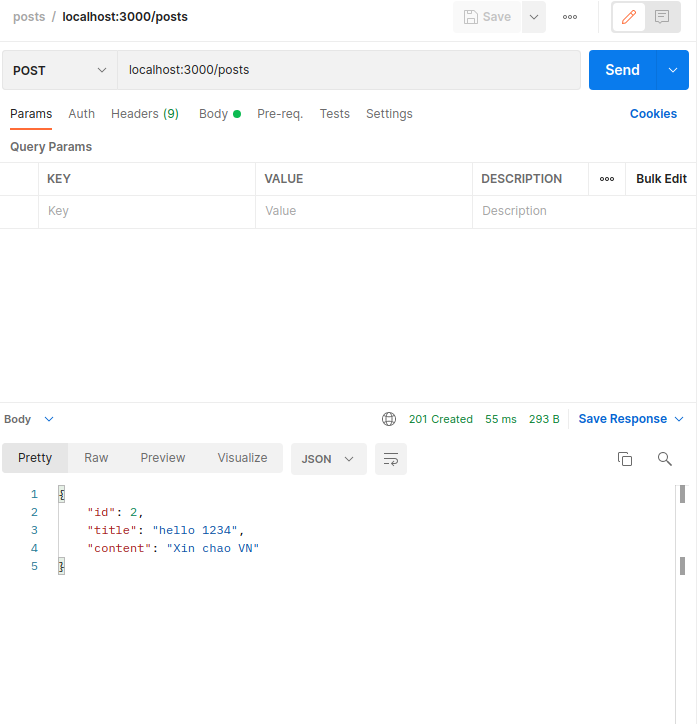 posts / localhost:3000/posts
Save
POST localhost:3000/posts Send
Params Auth Headers (9) Body Pre-req. Tests Settings Cookies
Query Params
KEY VALUE DESCRIPTION Bulk Edit
Key Value Description
Body 201 Created 55 ms 293 B Save Response
Pretty Raw Preview Visualize JSON
1 {
2 "id": 2,
3 "title": "hello 1234",
4 "content": "Xin chao VN"
5 }